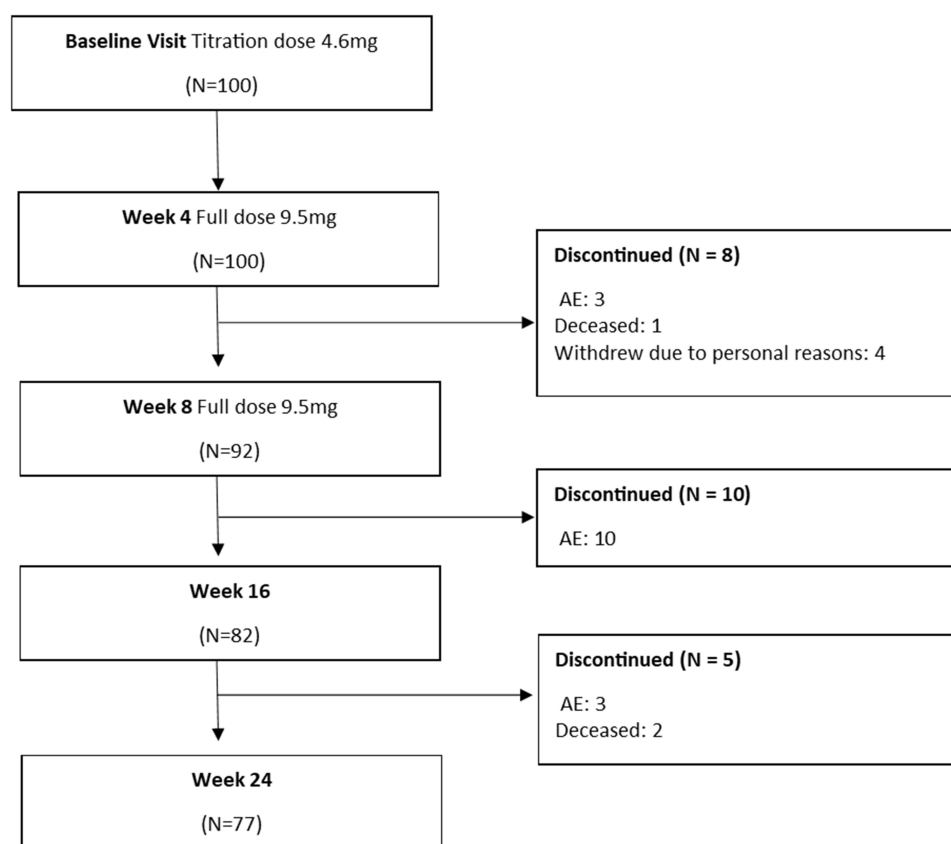 Baseline Visit Titration dose 4.6mg
(N=100)
Week 4 Full dose 9.5mg
(N=100)
Discontinued (N = 8)
AE: 3
Deceased: 1
Withdrew due to personal reasons: 4
Week 8 Full dose 9.5mg
(N=92)
Discontinued (N = 10)
AE: 10
Week 16
(N=82)
Discontinued (N = 5)
AE: 3
Deceased: 2
Week 24
(N=77)